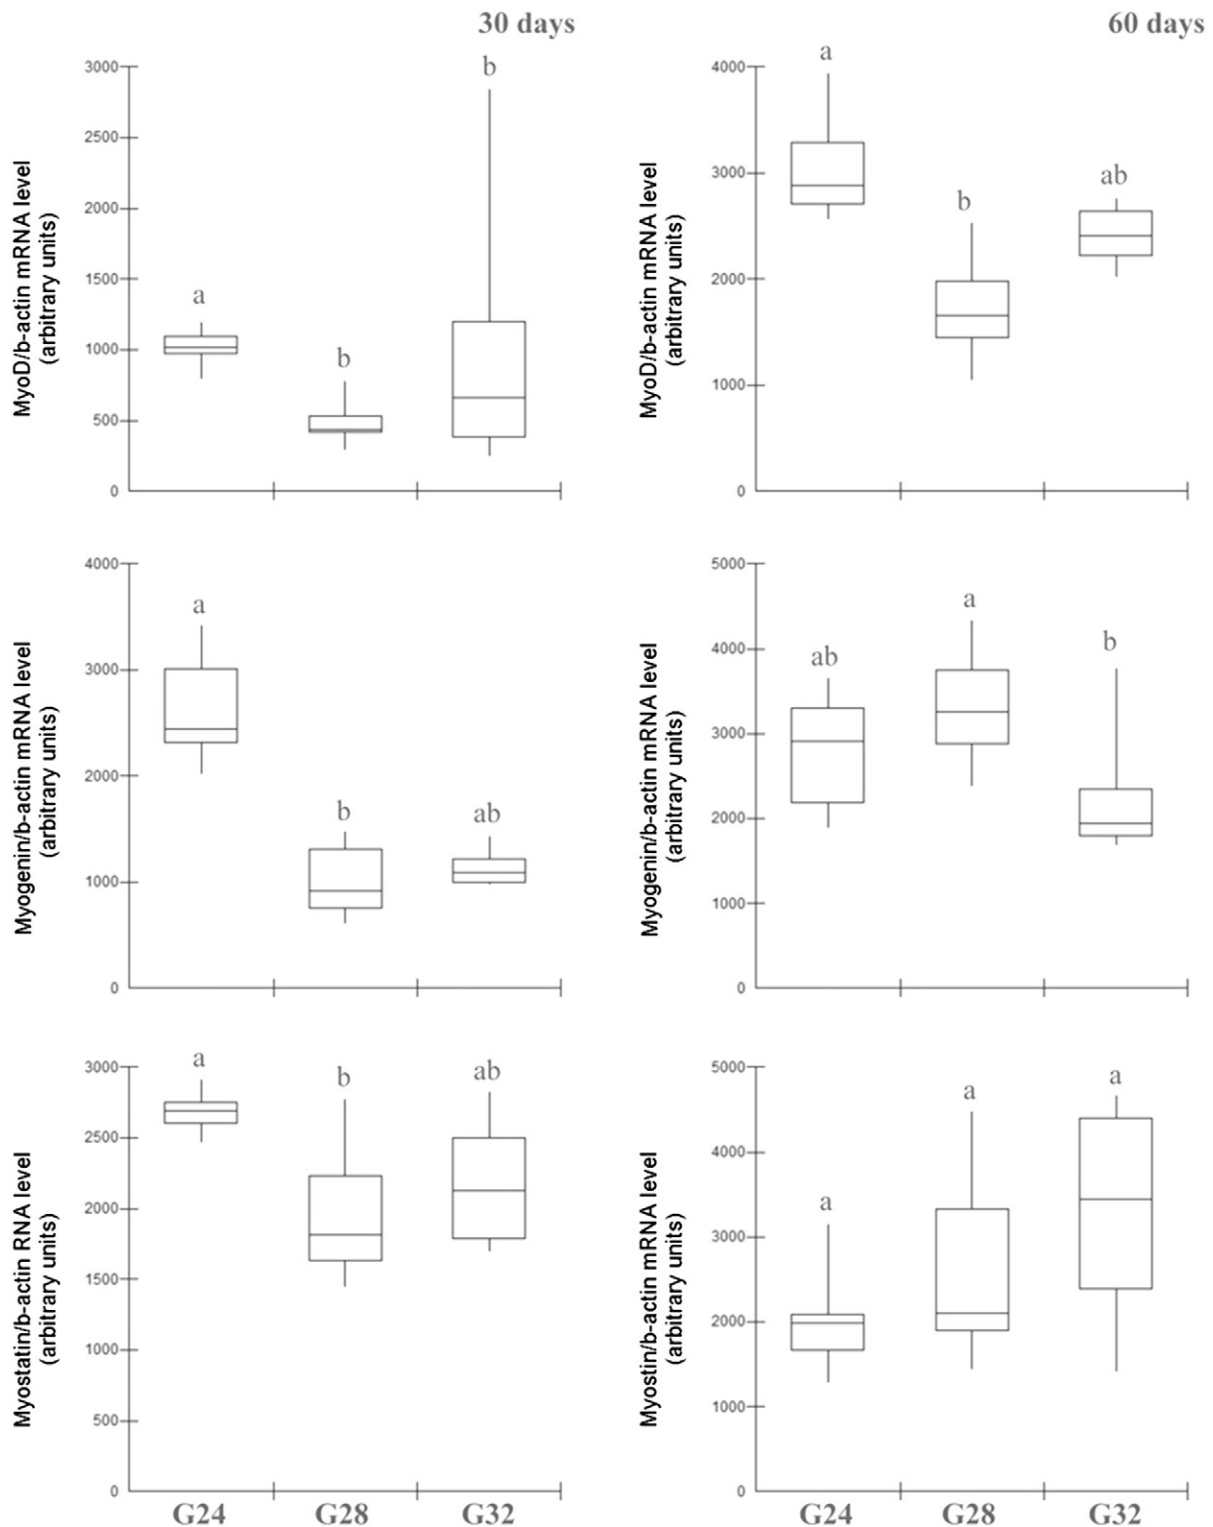 30 days
60 days
MyoD/b-actin mRNA level
(arbitrary units)
3000
2500
2000
1500
1000
500
0
a
b
b
MyoD/b-actin mRNA level
(arbitrary units)
4000
3000
2000
1000
0
a
b
ab
Myogenin/b-actin mRNA level
(arbitrary units)
4000
3000
2000
1000
0
a
b
ab
Myogenin/b-actin mRNA level
(arbitrary units)
5000
4000
3000
2000
1000
0
ab
a
b
Myostatin/b-actin RNA level
(arbitrary units)
3000
2500
2000
1500
1000
500
0
a
b
ab
G24 G28 G32
Myostin/b-actin mRNA level
(arbitrary units)
5000
4000
3000
2000
1000
0
a
a
a
G24 G28 G32